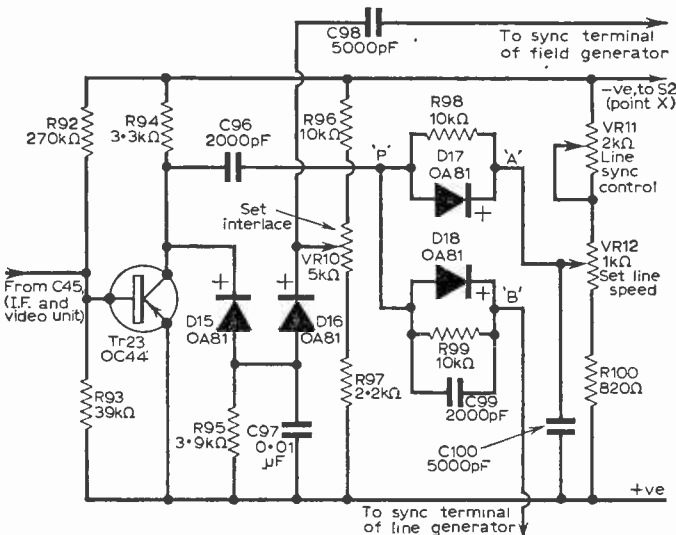 C98
5000pF
To sync terminal
of field generator
-ve, to S2
(point X)
R92
270kΩ
R94
3·3kΩ
C96
2000pF
R96
10kΩ
R98
10kΩ
'P'
D17
OA81
'A'
+
VR11
2kΩ
Line
sync
control
Set
interlace
VR10
5kΩ
D18
OA81
+
'B'
VR12
1kΩ
Set line
speed
From C45,
(I.F. and
video unit)
Tr23
OC44
+
D15
OA81
+
D16
OA81
R99
10kΩ
C99
2000pF
R93
39kΩ
R95
3·9kΩ
C97
0·01
μF
R97
2·2kΩ
R100
820Ω
C100
5000pF
+ve
To sync terminal
of line generator